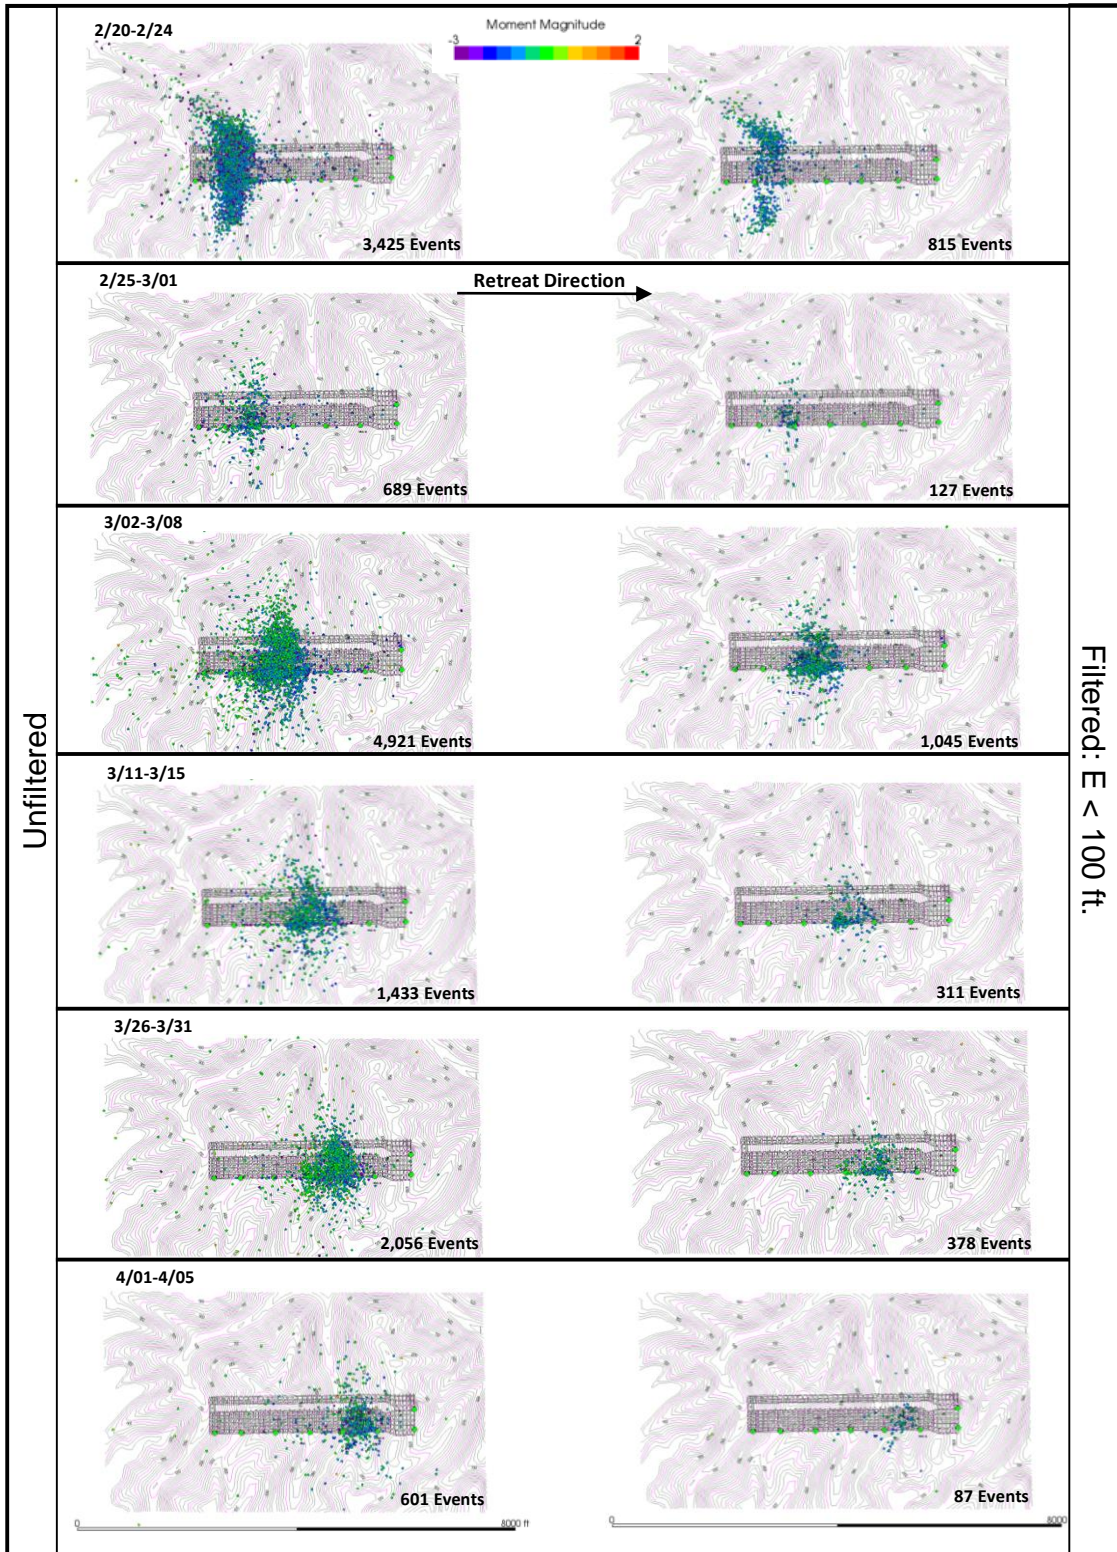 2/20-2/24
Moment Magnitude
-3 2
3,425 Events
815 Events
2/25-3/01
Retreat Direction
689 Events
127 Events
3/02-3/08
4,921 Events
1,045 Events
3/11-3/15
1,433 Events
311 Events
3/26-3/31
2,056 Events
378 Events
4/01-4/05
601 Events
87 Events
0 8000 ft
0 8000
Unfiltered
Filtered: E < 100 ft.